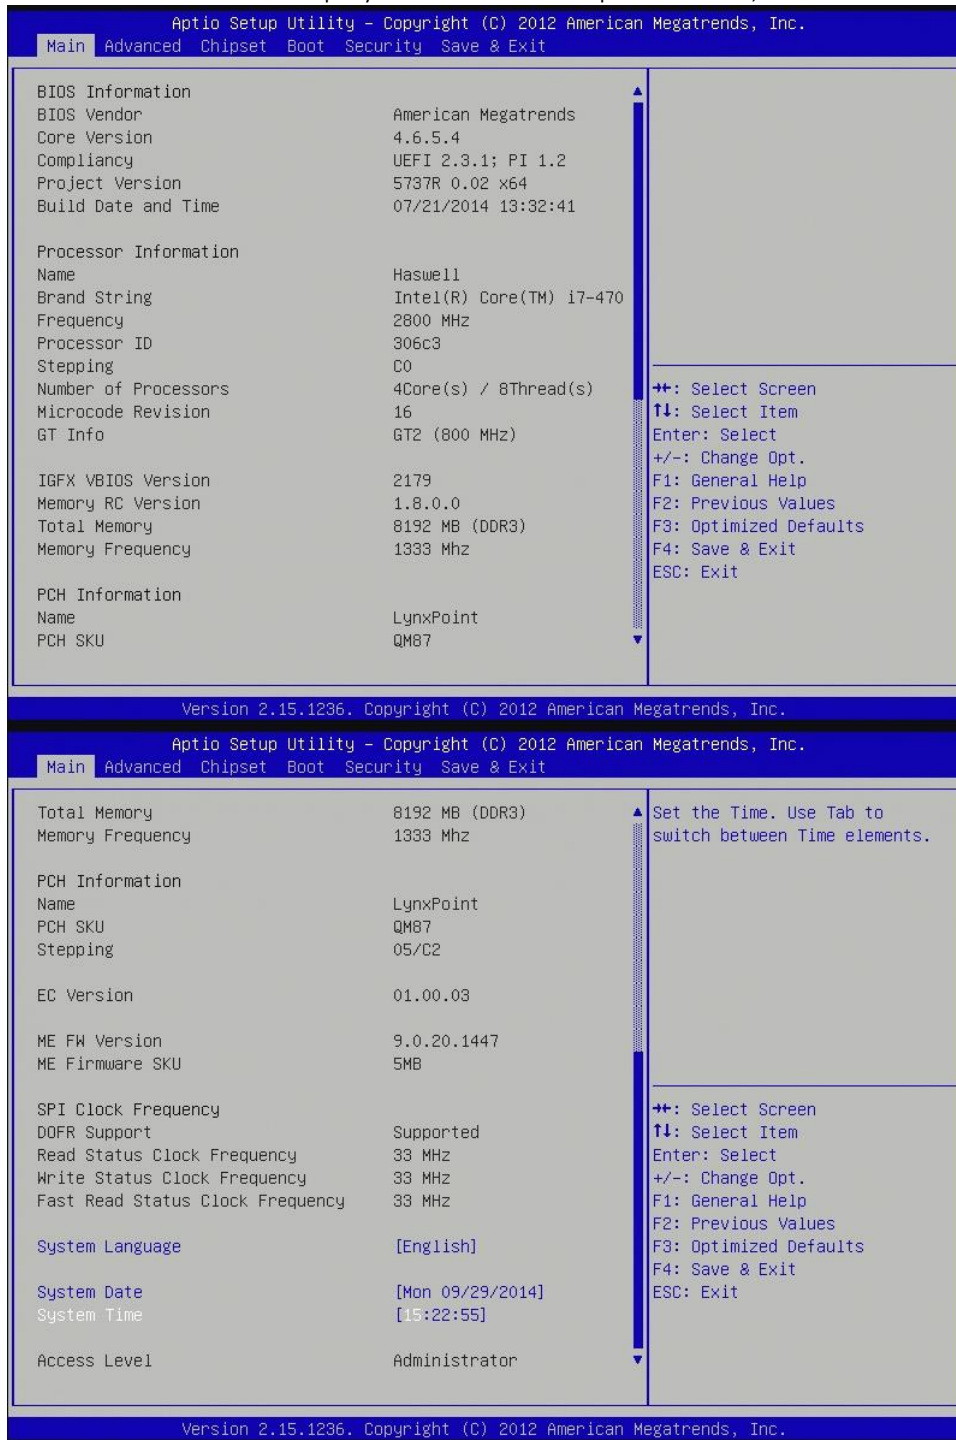 Aptio Setup Utility – Copyright (C) 2012 American Megatrends, Inc.
Main Advanced Chipset Boot Security Save & Exit
BIOS Information
BIOS Vendor American Megatrends
Core Version 4.6.5.4
Compliancy UEFI 2.3.1; PI 1.2
Project Version 5737R 0.02 x64
Build Date and Time 07/21/2014 13:32:41
Processor Information
Name Haswell
Brand String Intel(R) Core(TM) i7-470
Frequency 2800 MHz
Processor ID 306c3
Stepping C0
Number of Processors 4Core(s) / 8Thread(s)
Microcode Revision 16
GT Info GT2 (800 MHz)
IGFX VBIOS Version 2179
Memory RC Version 1.8.0.0
Total Memory 8192 MB (DDR3)
Memory Frequency 1333 Mhz
PCH Information
Name LynxPoint
PCH SKU QM87
→←: Select Screen
↑↓: Select Item
Enter: Select
+/-: Change Opt.
F1: General Help
F2: Previous Values
F3: Optimized Defaults
F4: Save & Exit
ESC: Exit
Version 2.15.1236. Copyright (C) 2012 American Megatrends, Inc.
Aptio Setup Utility – Copyright (C) 2012 American Megatrends, Inc.
Main Advanced Chipset Boot Security Save & Exit
Total Memory 8192 MB (DDR3)
Memory Frequency 1333 Mhz
PCH Information
Name LynxPoint
PCH SKU QM87
Stepping 05/C2
EC Version 01.00.03
ME FW Version 9.0.20.1447
ME Firmware SKU 5MB
SPI Clock Frequency
DOFR Support Supported
Read Status Clock Frequency 33 MHz
Write Status Clock Frequency 33 MHz
Fast Read Status Clock Frequency 33 MHz
System Language [English]
System Date [Mon 09/29/2014]
System Time [15:22:55]
Access Level Administrator
Set the Time. Use Tab to
switch between Time elements.
→←: Select Screen
↑↓: Select Item
Enter: Select
+/-: Change Opt.
F1: General Help
F2: Previous Values
F3: Optimized Defaults
F4: Save & Exit
ESC: Exit
Version 2.15.1236. Copyright (C) 2012 American Megatrends, Inc.